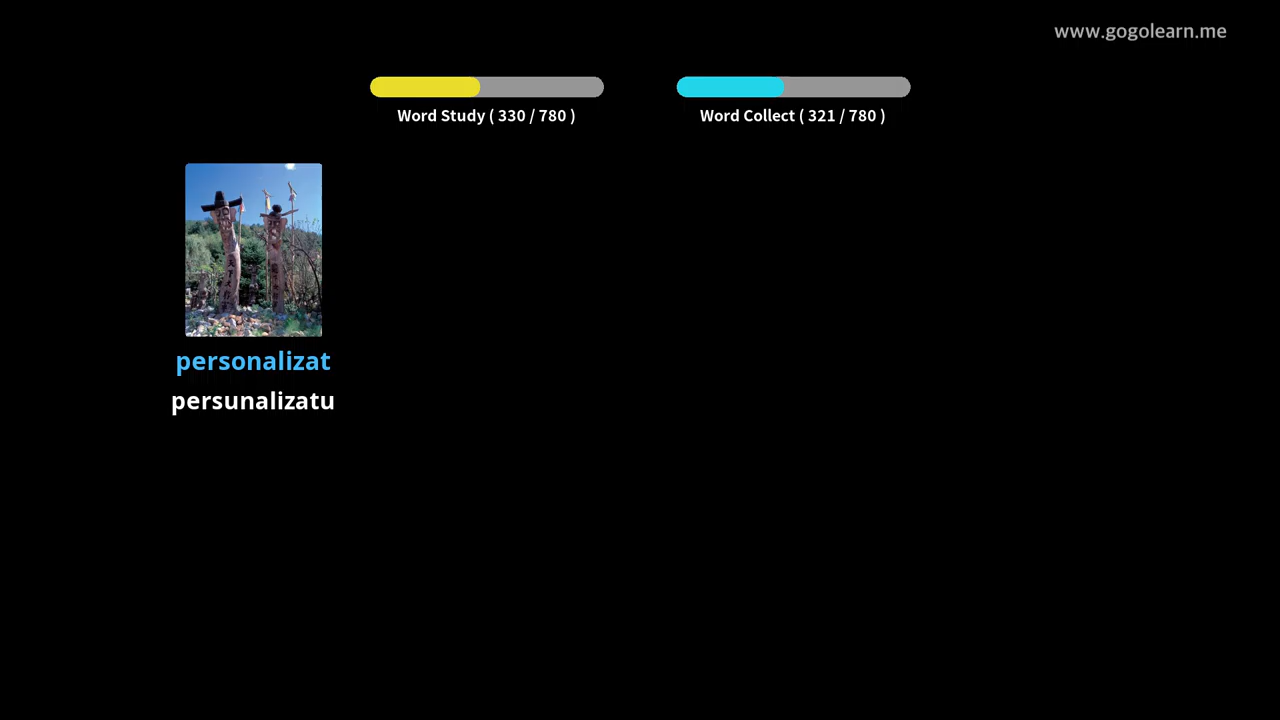 www.gogolearn.me
Word Study ( 330 / 780 )
Word Collect ( 321 / 780 )
personalizat
persunalizatu